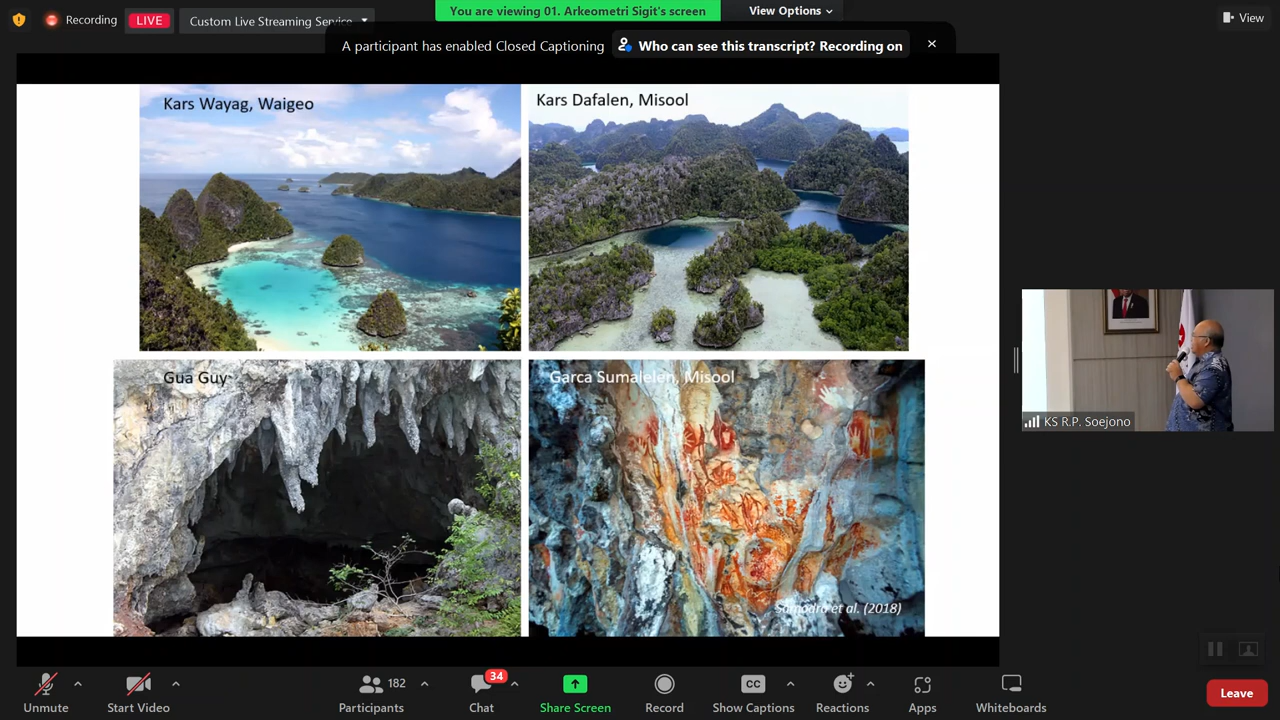 Recording
LIVE
Custom Live Streaming Service
You are viewing 01. Arkeometri Sigit's screen
View Options
View
A participant has enabled Closed Captioning
Who can see this transcript? Recording on
Kars Wayag, Waigeo
Kars Dafalen, Misool
Gua Guy
Garca Sumalelen, Misool
Samodra et al. (2018)
KS R.P. Soejono
Unmute
Start Video
182
Participants
34
Chat
Share Screen
Record
CC
Show Captions
Reactions
Apps
Whiteboards
Leave